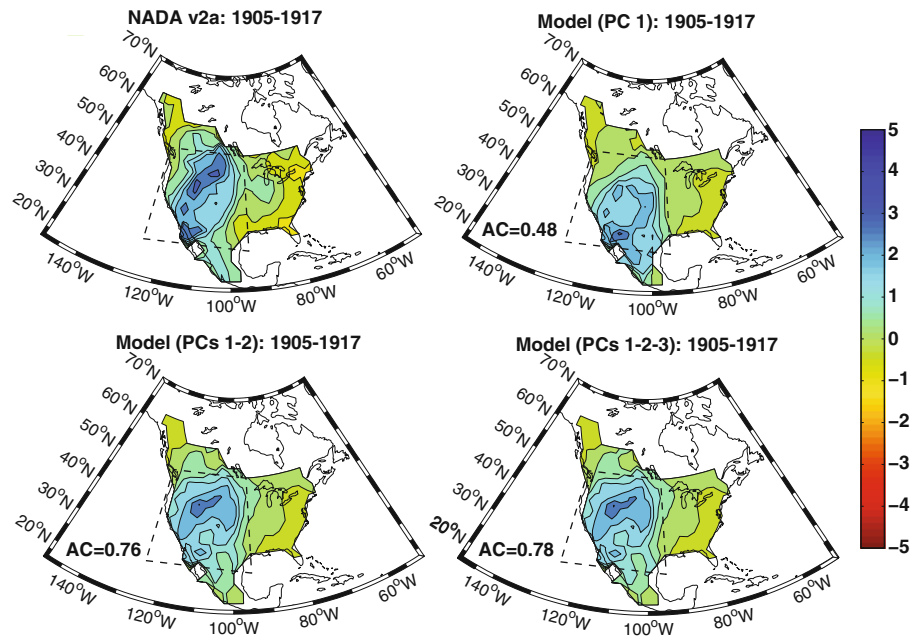 NADA v2a: 1905-1917
70°N
60°N
50°N
40°N
30°N
20°N
140°W
120°W
100°W
80°W
60°W
Model (PC 1): 1905-1917
70°N
60°N
50°N
40°N
30°N
20°N
AC=0.48
140°W
120°W
100°W
80°W
60°W
5
4
3
2
1
0
−1
−2
−3
−4
−5
Model (PCs 1-2): 1905-1917
70°N
60°N
50°N
40°N
30°N
20°N
AC=0.76
140°W
120°W
100°W
80°W
60°W
Model (PCs 1-2-3): 1905-1917
70°N
60°N
50°N
40°N
30°N
20°N
AC=0.78
140°W
120°W
100°W
80°W
60°W